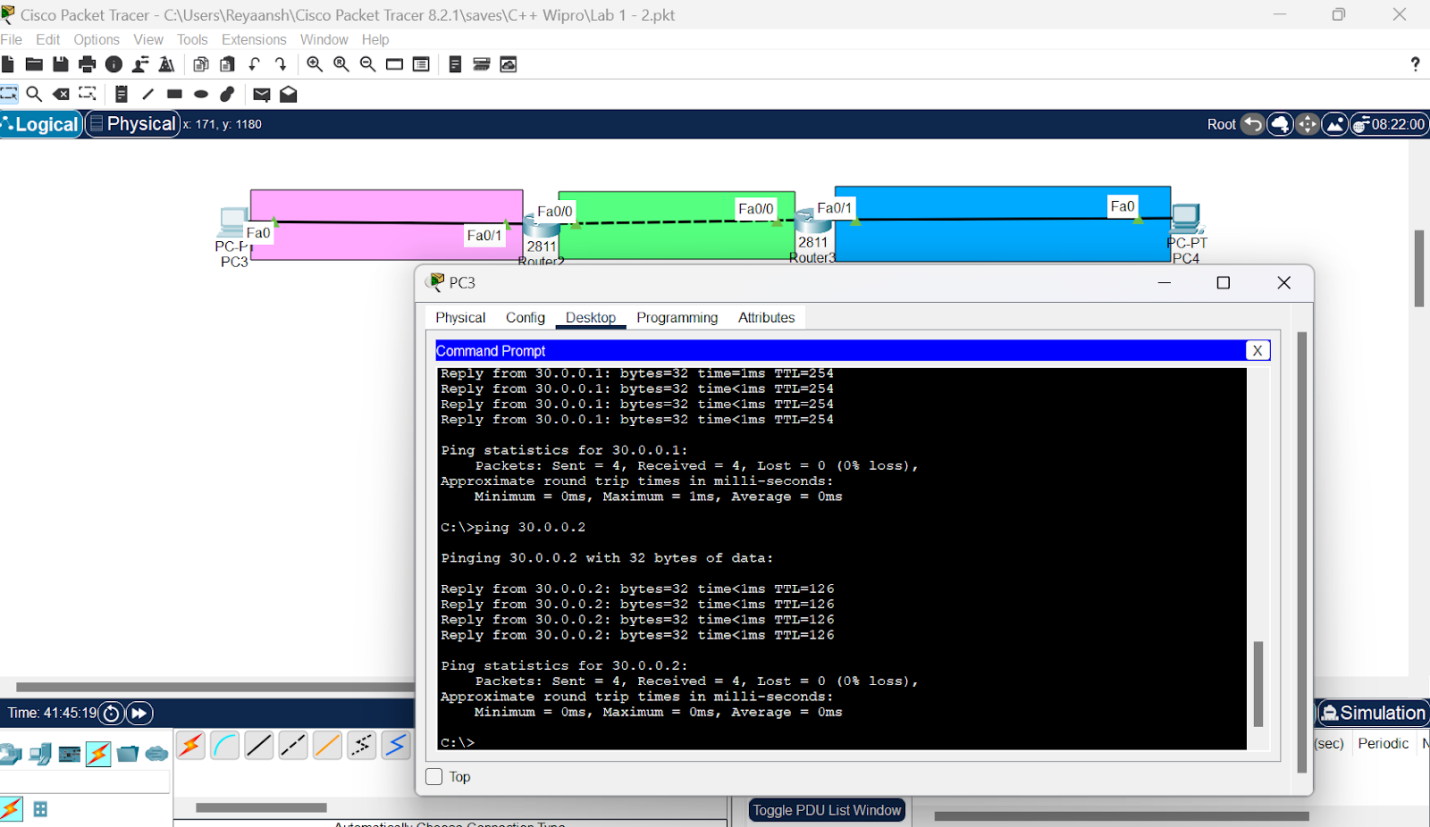 Cisco Packet Tracer - C:\Users\Reyaansh\Cisco Packet Tracer 8.2.1\saves\C++ Wipro\Lab 1 - 2.pkt
File Edit Options View Tools Extensions Window Help
?
Logical Physical x: 171, y: 1180
Root 08:22:00
Fa0
PC-P
PC3
Fa0/1
Fa0/0
2811
Router2
Fa0/0
Fa0/1
2811
Router3
Fa0
PC-PT
PC4
PC3
Physical Config Desktop Programming Attributes
Command Prompt
X
Reply from 30.0.0.1: bytes=32 time=1ms TTL=254
Reply from 30.0.0.1: bytes=32 time<1ms TTL=254
Reply from 30.0.0.1: bytes=32 time<1ms TTL=254
Reply from 30.0.0.1: bytes=32 time<1ms TTL=254
Ping statistics for 30.0.0.1:
Packets: Sent = 4, Received = 4, Lost = 0 (0% loss),
Approximate round trip times in milli-seconds:
Minimum = 0ms, Maximum = 1ms, Average = 0ms
C:\>ping 30.0.0.2
Pinging 30.0.0.2 with 32 bytes of data:
Reply from 30.0.0.2: bytes=32 time<1ms TTL=126
Reply from 30.0.0.2: bytes=32 time<1ms TTL=126
Reply from 30.0.0.2: bytes=32 time<1ms TTL=126
Reply from 30.0.0.2: bytes=32 time<1ms TTL=126
Ping statistics for 30.0.0.2:
Packets: Sent = 4, Received = 4, Lost = 0 (0% loss),
Approximate round trip times in milli-seconds:
Minimum = 0ms, Maximum = 0ms, Average = 0ms
C:\>
Top
Time: 41:45:19
Simulation
(sec) Periodic N
Toggle PDU List Window
Automatically Choose Connection Type